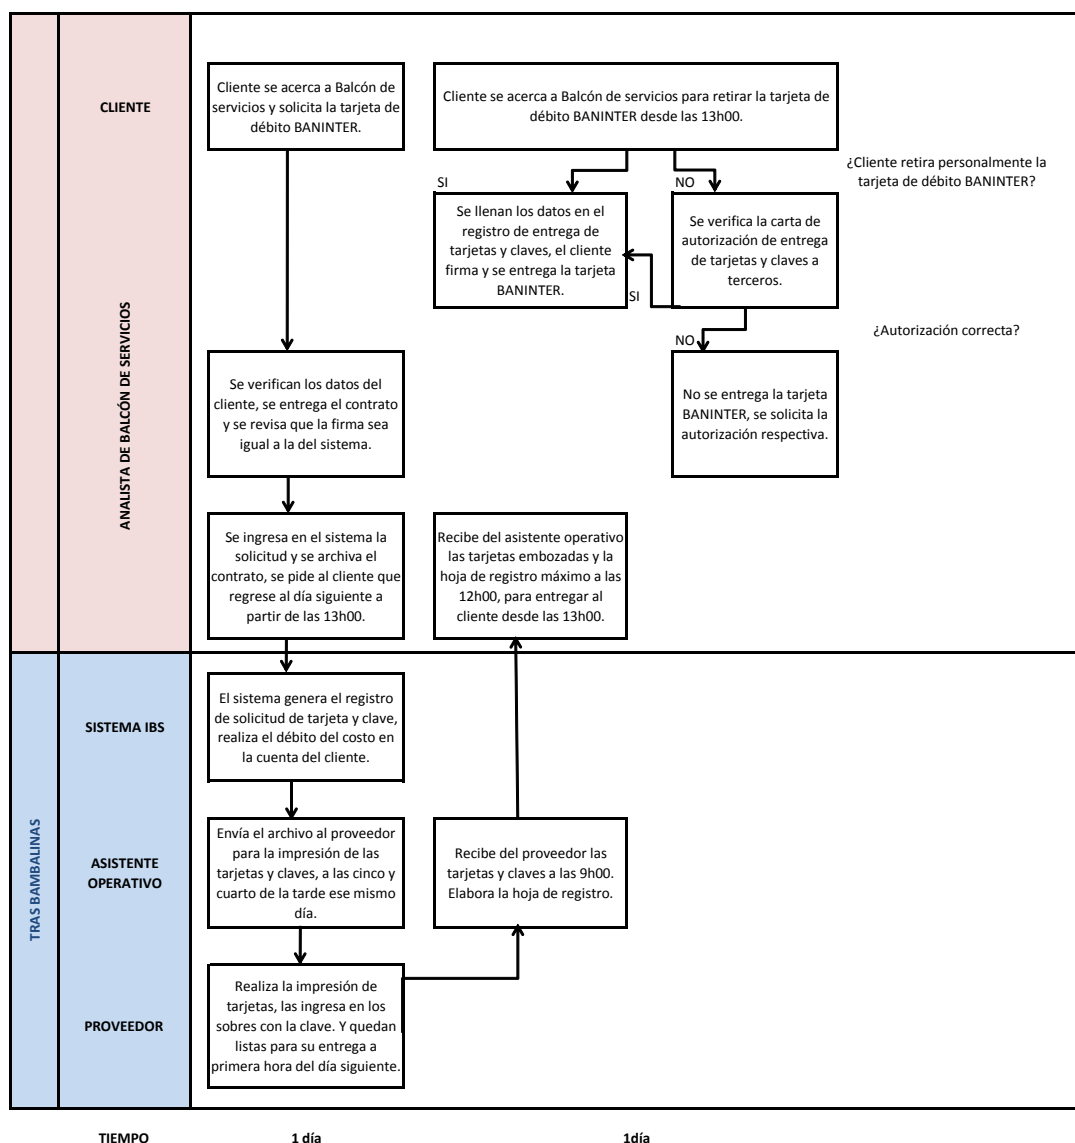 CLIENTE
Cliente se acerca a Balcón de
servicios y solicita la tarjeta de
débito BANINTER.
Cliente se acerca a Balcón de servicios para retirar la tarjeta de
débito BANINTER desde las 13h00.
¿Cliente retira personalmente la
tarjeta de débito BANINTER?
SI
NO
ANALISTA DE BALCÓN DE SERVICIOS
Se llenan los datos en el
registro de entrega de
tarjetas y claves, el cliente
firma y se entrega la tarjeta
BANINTER.
Se verifica la carta de
autorización de entrega
de tarjetas y claves a
terceros.
SI
¿Autorización correcta?
NO
Se verifican los datos del
cliente, se entrega el contrato
y se revisa que la firma sea
igual a la del sistema.
No se entrega la tarjeta
BANINTER, se solicita la
autorización respectiva.
Se ingresa en el sistema la
solicitud y se archiva el
contrato, se pide al cliente que
regrese al día siguiente a
partir de las 13h00.
Recibe del asistente operativo
las tarjetas embozadas y la
hoja de registro máximo a las
12h00, para entregar al
cliente desde las 13h00.
TRAS BAMBALINAS
SISTEMA IBS
El sistema genera el registro
de solicitud de tarjeta y clave,
realiza el débito del costo en
la cuenta del cliente.
ASISTENTE
OPERATIVO
Envía el archivo al proveedor
para la impresión de las
tarjetas y claves, a las cinco y
cuarto de la tarde ese mismo
día.
Recibe del proveedor las
tarjetas y claves a las 9h00.
Elabora la hoja de registro.
PROVEEDOR
Realiza la impresión de
tarjetas, las ingresa en los
sobres con la clave. Y quedan
listas para su entrega a
primera hora del día siguiente.
TIEMPO
1 día
1día